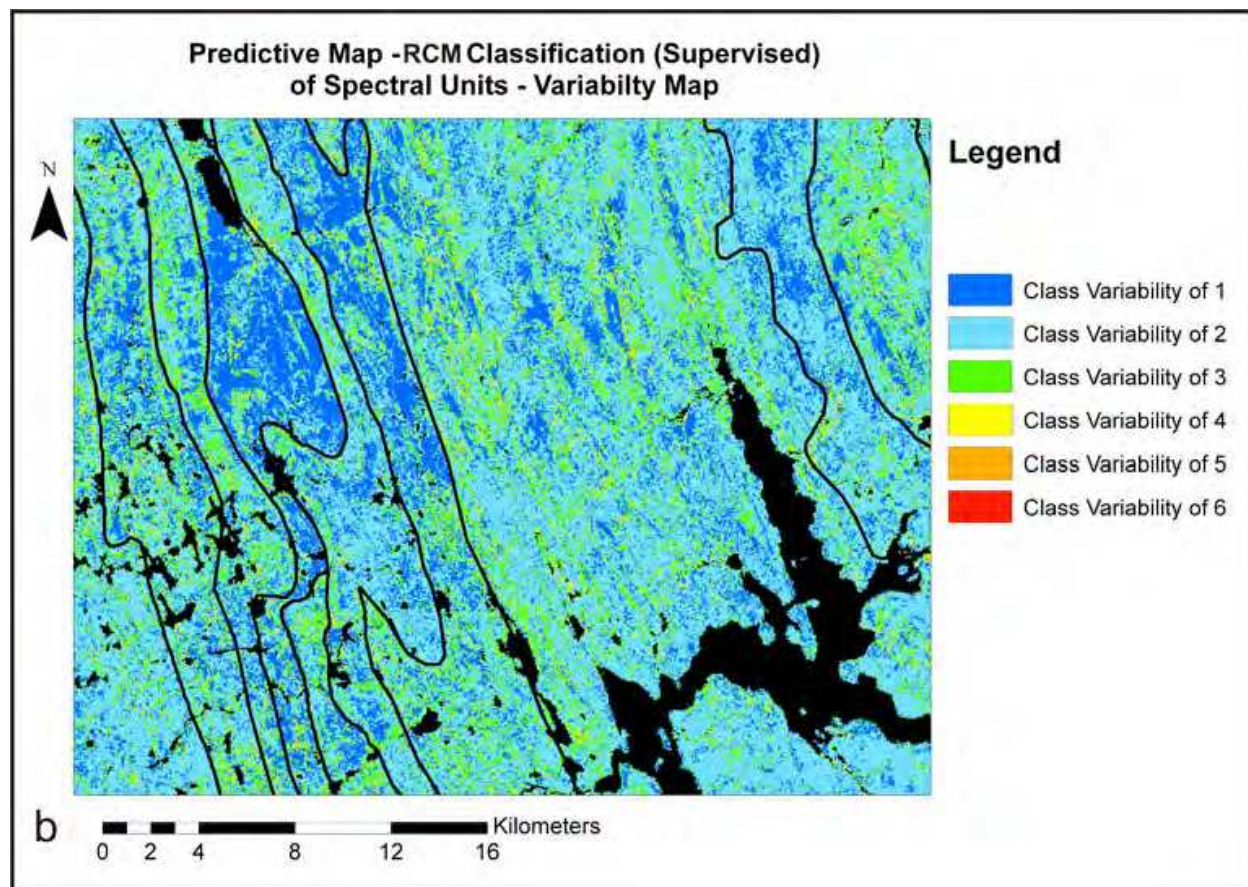 Predictive Map -RCM Classification (Supervised)
of Spectral Units - Variabilty Map
N
Legend
Class Variability of 1
Class Variability of 2
Class Variability of 3
Class Variability of 4
Class Variability of 5
Class Variability of 6
b
Kilometers
0 2 4 8 12 16